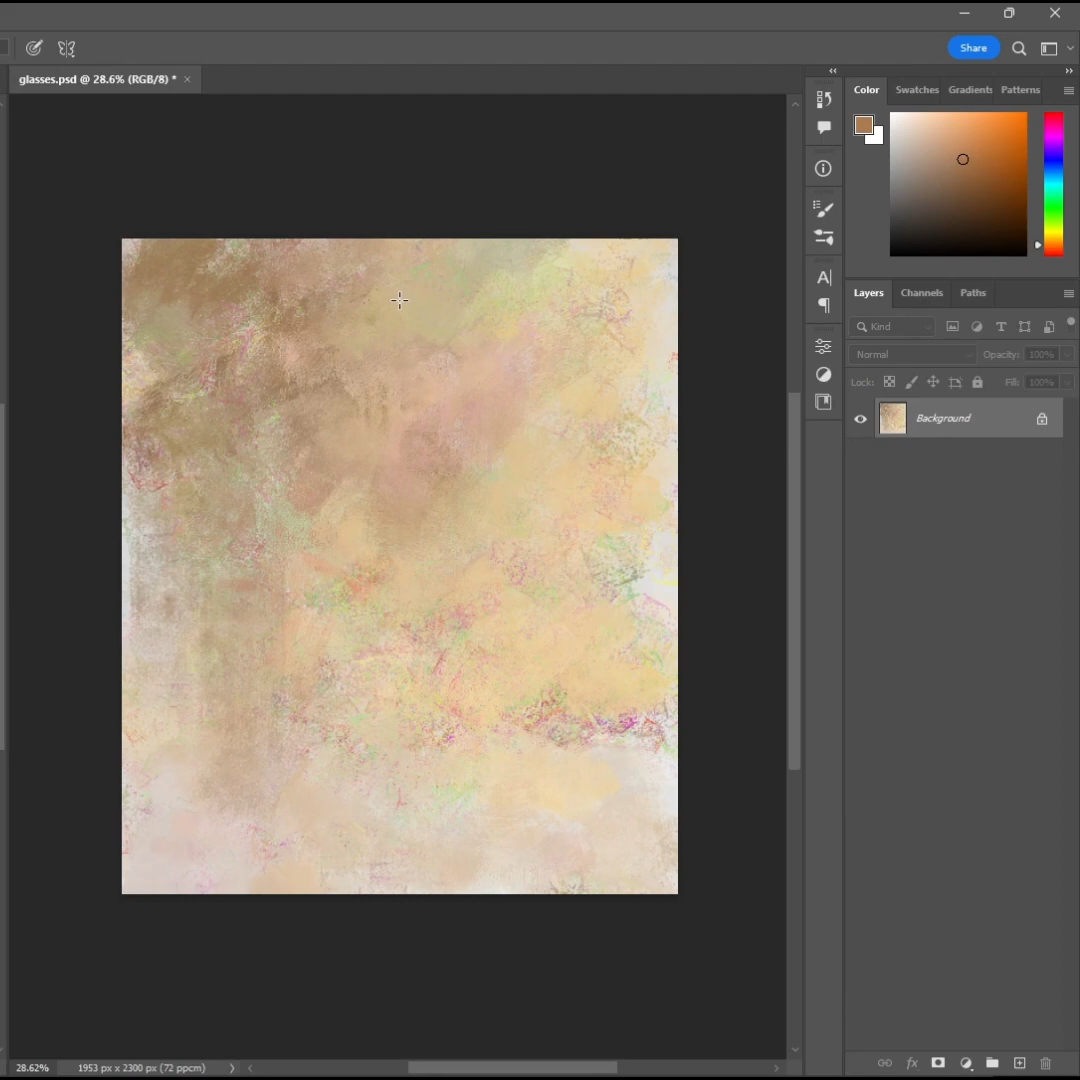 Share
glasses.psd @ 28.6% (RGB/8) *
Color Swatches Gradients Patterns
Layers Channels Paths
Kind
Normal Opacity: 100%
Lock: Fill: 100%
Background
28.62% 1953 px x 2300 px (72 ppcm)